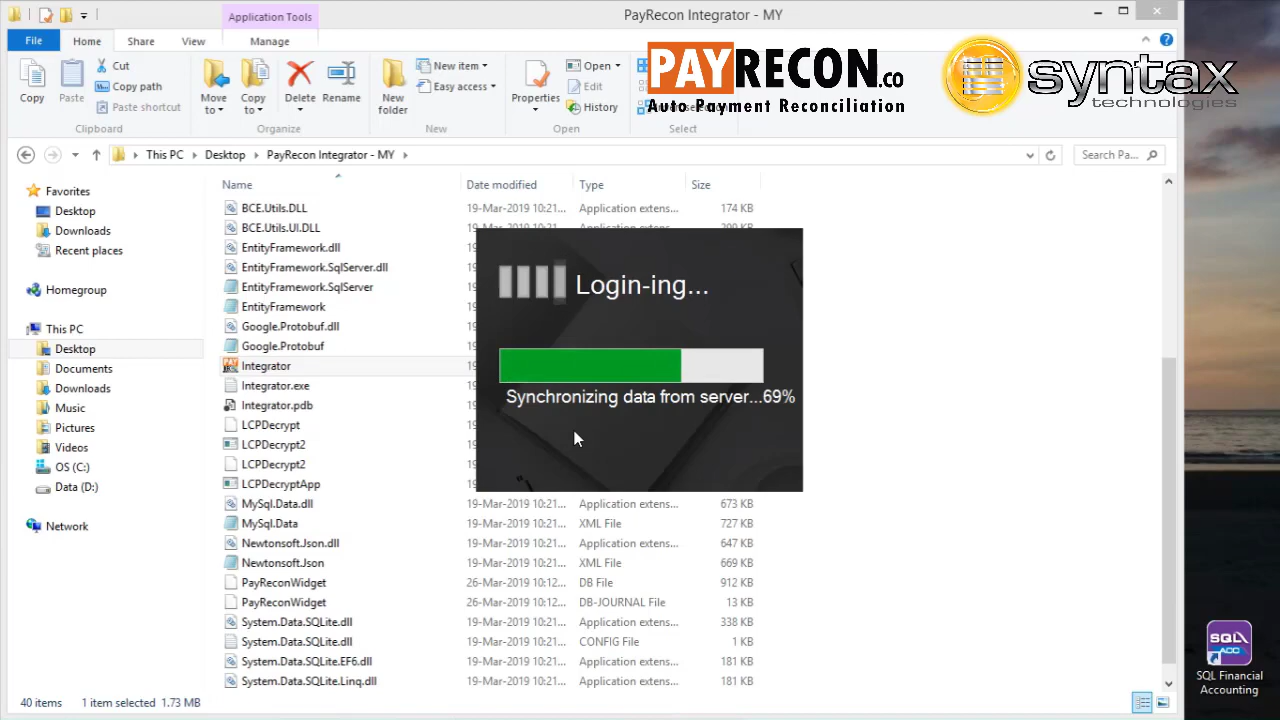 Application Tools
PayRecon Integrator - MY
File
Home
Share
View
Manage
Copy
Paste
Cut
Copy path
Paste shortcut
Clipboard
Move to
Copy to
Delete
Rename
Organize
New folder
New item
Easy access
New
Properties
Open
Edit
History
Open
Select
PAYRECON.co
Auto Payment Reconciliation
syntax
technologies
This PC
Desktop
PayRecon Integrator - MY
Search Pa...
Favorites
Desktop
Downloads
Recent places
Homegroup
This PC
Desktop
Documents
Downloads
Music
Pictures
Videos
OS (C:)
Data (D:)
Network
Name Date modified Type Size
BCE.Utils.DLL 19-Mar-2019 10:21... Application extens... 174 KB
BCE.Utils.UI.DLL 19-Mar-2019 10:21... Application extens...
EntityFramework.dll
EntityFramework.SqlServer.dll
EntityFramework.SqlServer
EntityFramework
Google.Protobuf.dll
Google.Protobuf
Integrator
Integrator.exe
Integrator.pdb
LCPDecrypt
LCPDecrypt2
LCPDecrypt2
LCPDecryptApp
MySql.Data.dll 19-Mar-2019 10:21... Application extens... 673 KB
MySql.Data 19-Mar-2019 10:21... XML File 727 KB
Newtonsoft.Json.dll 19-Mar-2019 10:21... Application extens... 647 KB
Newtonsoft.Json 19-Mar-2019 10:21... XML File 669 KB
PayReconWidget 26-Mar-2019 10:12... DB File 912 KB
PayReconWidget 26-Mar-2019 10:12... DB-JOURNAL File 13 KB
System.Data.SQLite.dll 19-Mar-2019 10:21... Application extens... 338 KB
System.Data.SQLite.dll 19-Mar-2019 10:21... CONFIG File 1 KB
System.Data.SQLite.EF6.dll 19-Mar-2019 10:21... Application extens... 181 KB
System.Data.SQLite.Linq.dll 19-Mar-2019 10:21... Application extens... 181 KB
Login-ing...
Synchronizing data from server...69%
40 items 1 item selected 1.73 MB
SQL
ACC
SQL Financial
Accounting